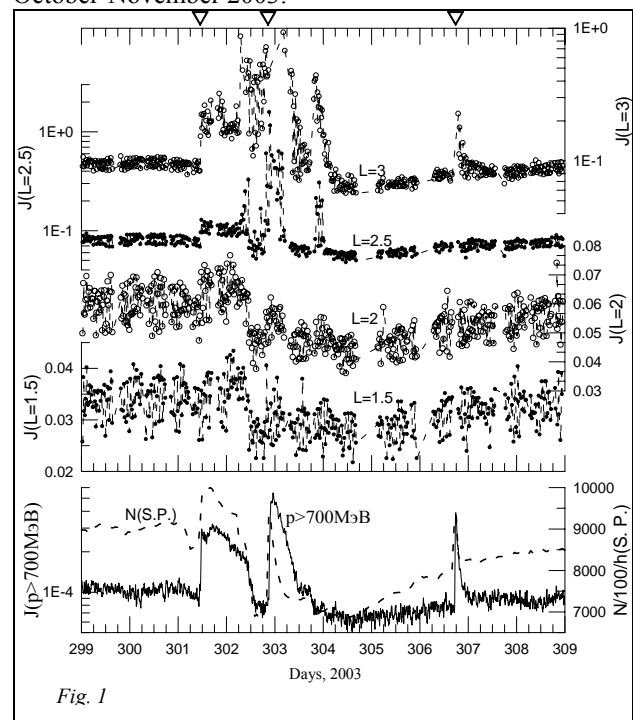 October-November 2003.
1E+0
1E+0
J(L=2.5)
J(L=3)
1E-1
L=3
1E-1
L=2.5
0.08
0.07
0.06
L=2
0.05
J(L=2)
0.04
0.04
J(L=1.5)
0.03
L=1.5
0.03
0.02
N(S.P.)
p>700МэВ
10000
9000
8000
7000
J(p>700МэВ)
1E-4
N/100/h(S. P.)
299 300 301 302 303 304 305 306 307 308 309
Days, 2003
Fig. 1